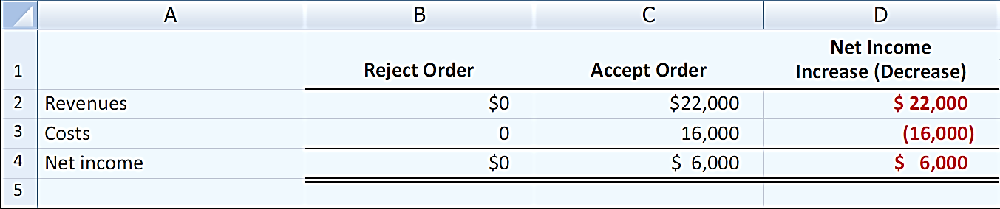 A B C D
Net Income
1 Reject Order Accept Order Increase (Decrease)
2 Revenues $0 $22,000 $ 22,000
3 Costs 0 16,000 (16,000)
4 Net income $0 $ 6,000 $ 6,000
5